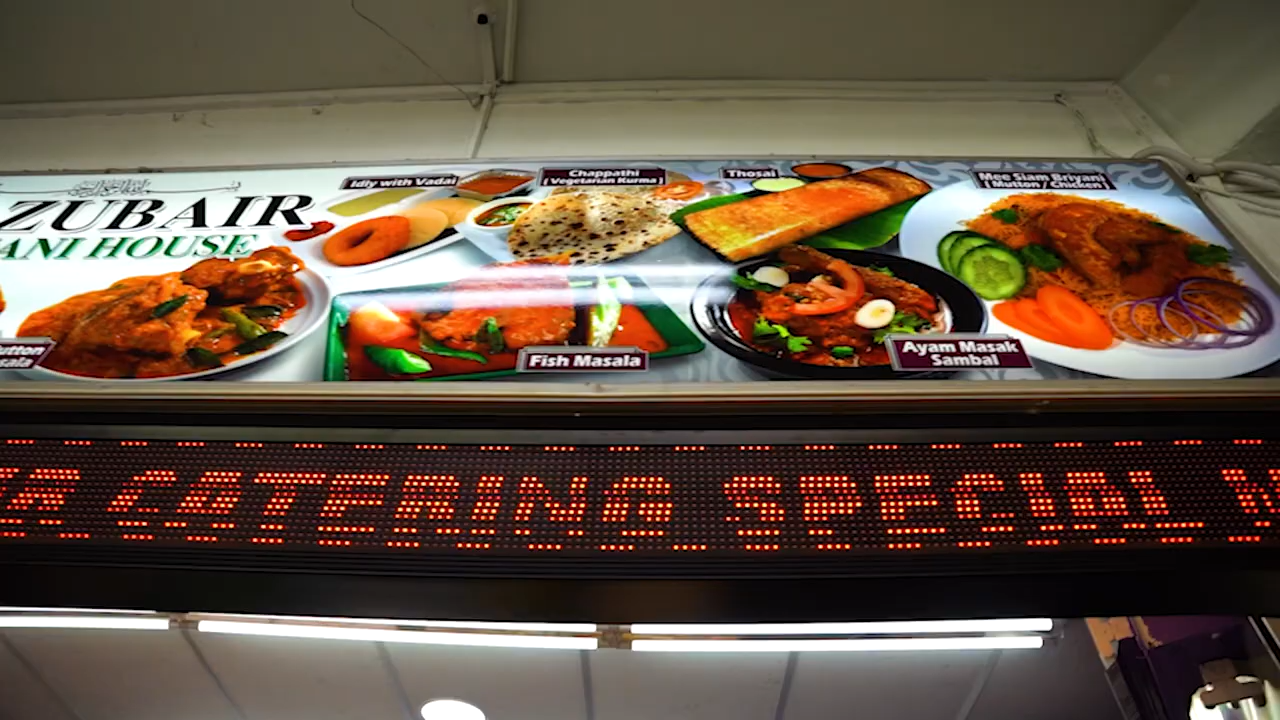 ZUBAIR
ANI HOUSE
Idly with Vadai
Chappathi
( Vegetarian Kurma )
Thosai
Mee Siam Briyani
( Mutton / Chicken )
Mutton
Fish Masala
Ayam Masak
Sambal
CATERING SPECIAL